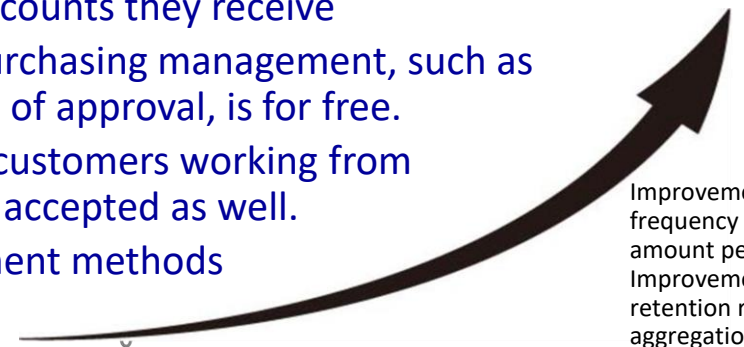 counts they receive
urchasing management, such as
of approval, is for free.
customers working from
accepted as well.
ent methods
Improveme
frequency
amount pe
Improveme
retention r
aggregation